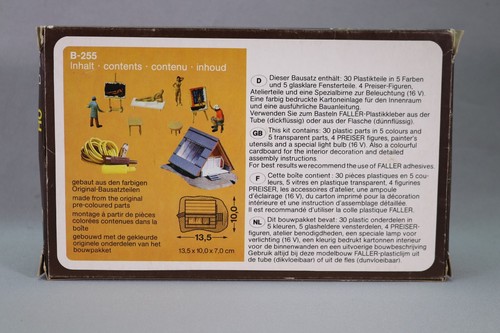 B-255
Inhalt · contents · contenu · inhoud
gebaut aus den farbigen
Original-Bausatzteilen
made from the original
pre-coloured parts
montage à partir de pièces
colorées contenues dans la
boîte
gebouwd met de gekleurde
originele onderdelen van het
bouwpakket
10.0
13,5
13.5 x 10.0 x 7.0 cm
D Dieser Bausatz enthält: 30 Plastikteile in 5 Farben
und 5 glasklare Fensterteile. 4 Preiser-Figuren,
Atelierteile und eine Spezialbirne zur Beleuchtung (16 V).
Eine farbig bedruckte Kartoneinlage für den Innenraum
und eine ausführliche Bauanleitung.
Verwenden Sie zum Basteln FALLER-Plastikkleber aus der
Tube (dickflüssig) oder aus der Flasche (dünnflüssig).
GB This kit contains: 30 plastic parts in 5 colours and
5 transparent parts, 4 PREISER figures, painter's
utensils and a special light bulb (16 V). Also a colourful
cardboard for the interior decoration and detailed
assembly instructions.
For best results we recommend the use of FALLER adhesives.
F Cette boîte contient : 30 pièces plastiques en 5 cou-
leurs, 5 vitres en plastique transparent, 4 figurines
PREISER, les accessoires d'atelier, une ampoule
d'éclairage (16 V), du carton imprimé pour la décoration
intérieure et une instruction d'assemblage détaillée.
Il est recommandé d'utiliser la colle plastique FALLER.
NL Dit bouwpakket bevat: 30 plastic onderdelen in
5 kleuren, 5 glasheldere vensterdelen, 4 PREISER-
figuren, atelier benodigdheden, een speciale lamp voor
verlichting (16 V), een kleurig bedrukt kartonnen interieur
voor de binnenwanden en een uitvoerige bouwbeschrijving
Gebruik altijd bij deze modelbouw FALLER-plasticlijm uit
de tube (dikvloeibaar) of uit de fles (dunvloeibaar).